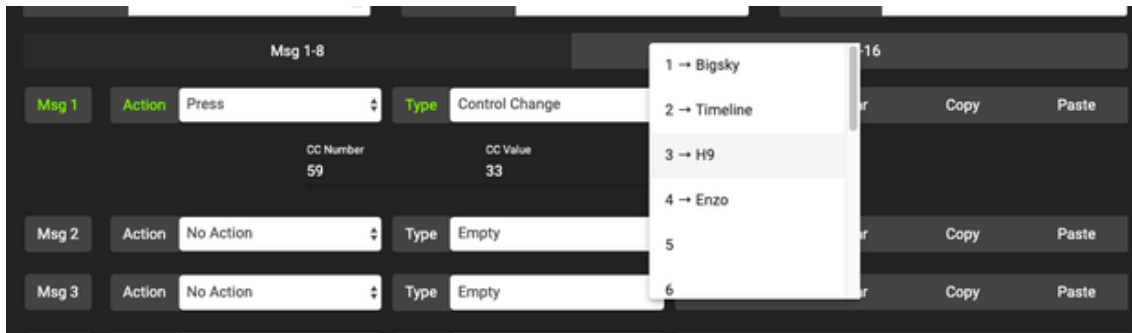 Msg 1-8
-16
1 → Bigsky
Msg 1 Action Press Type Control Change Copy Paste
2 → Timeline
CC Number CC Value
3 → H9
59 33
4 → Enzo
Msg 2 Action No Action Type Empty Copy Paste
5
Msg 3 Action No Action Type Empty Copy Paste
6